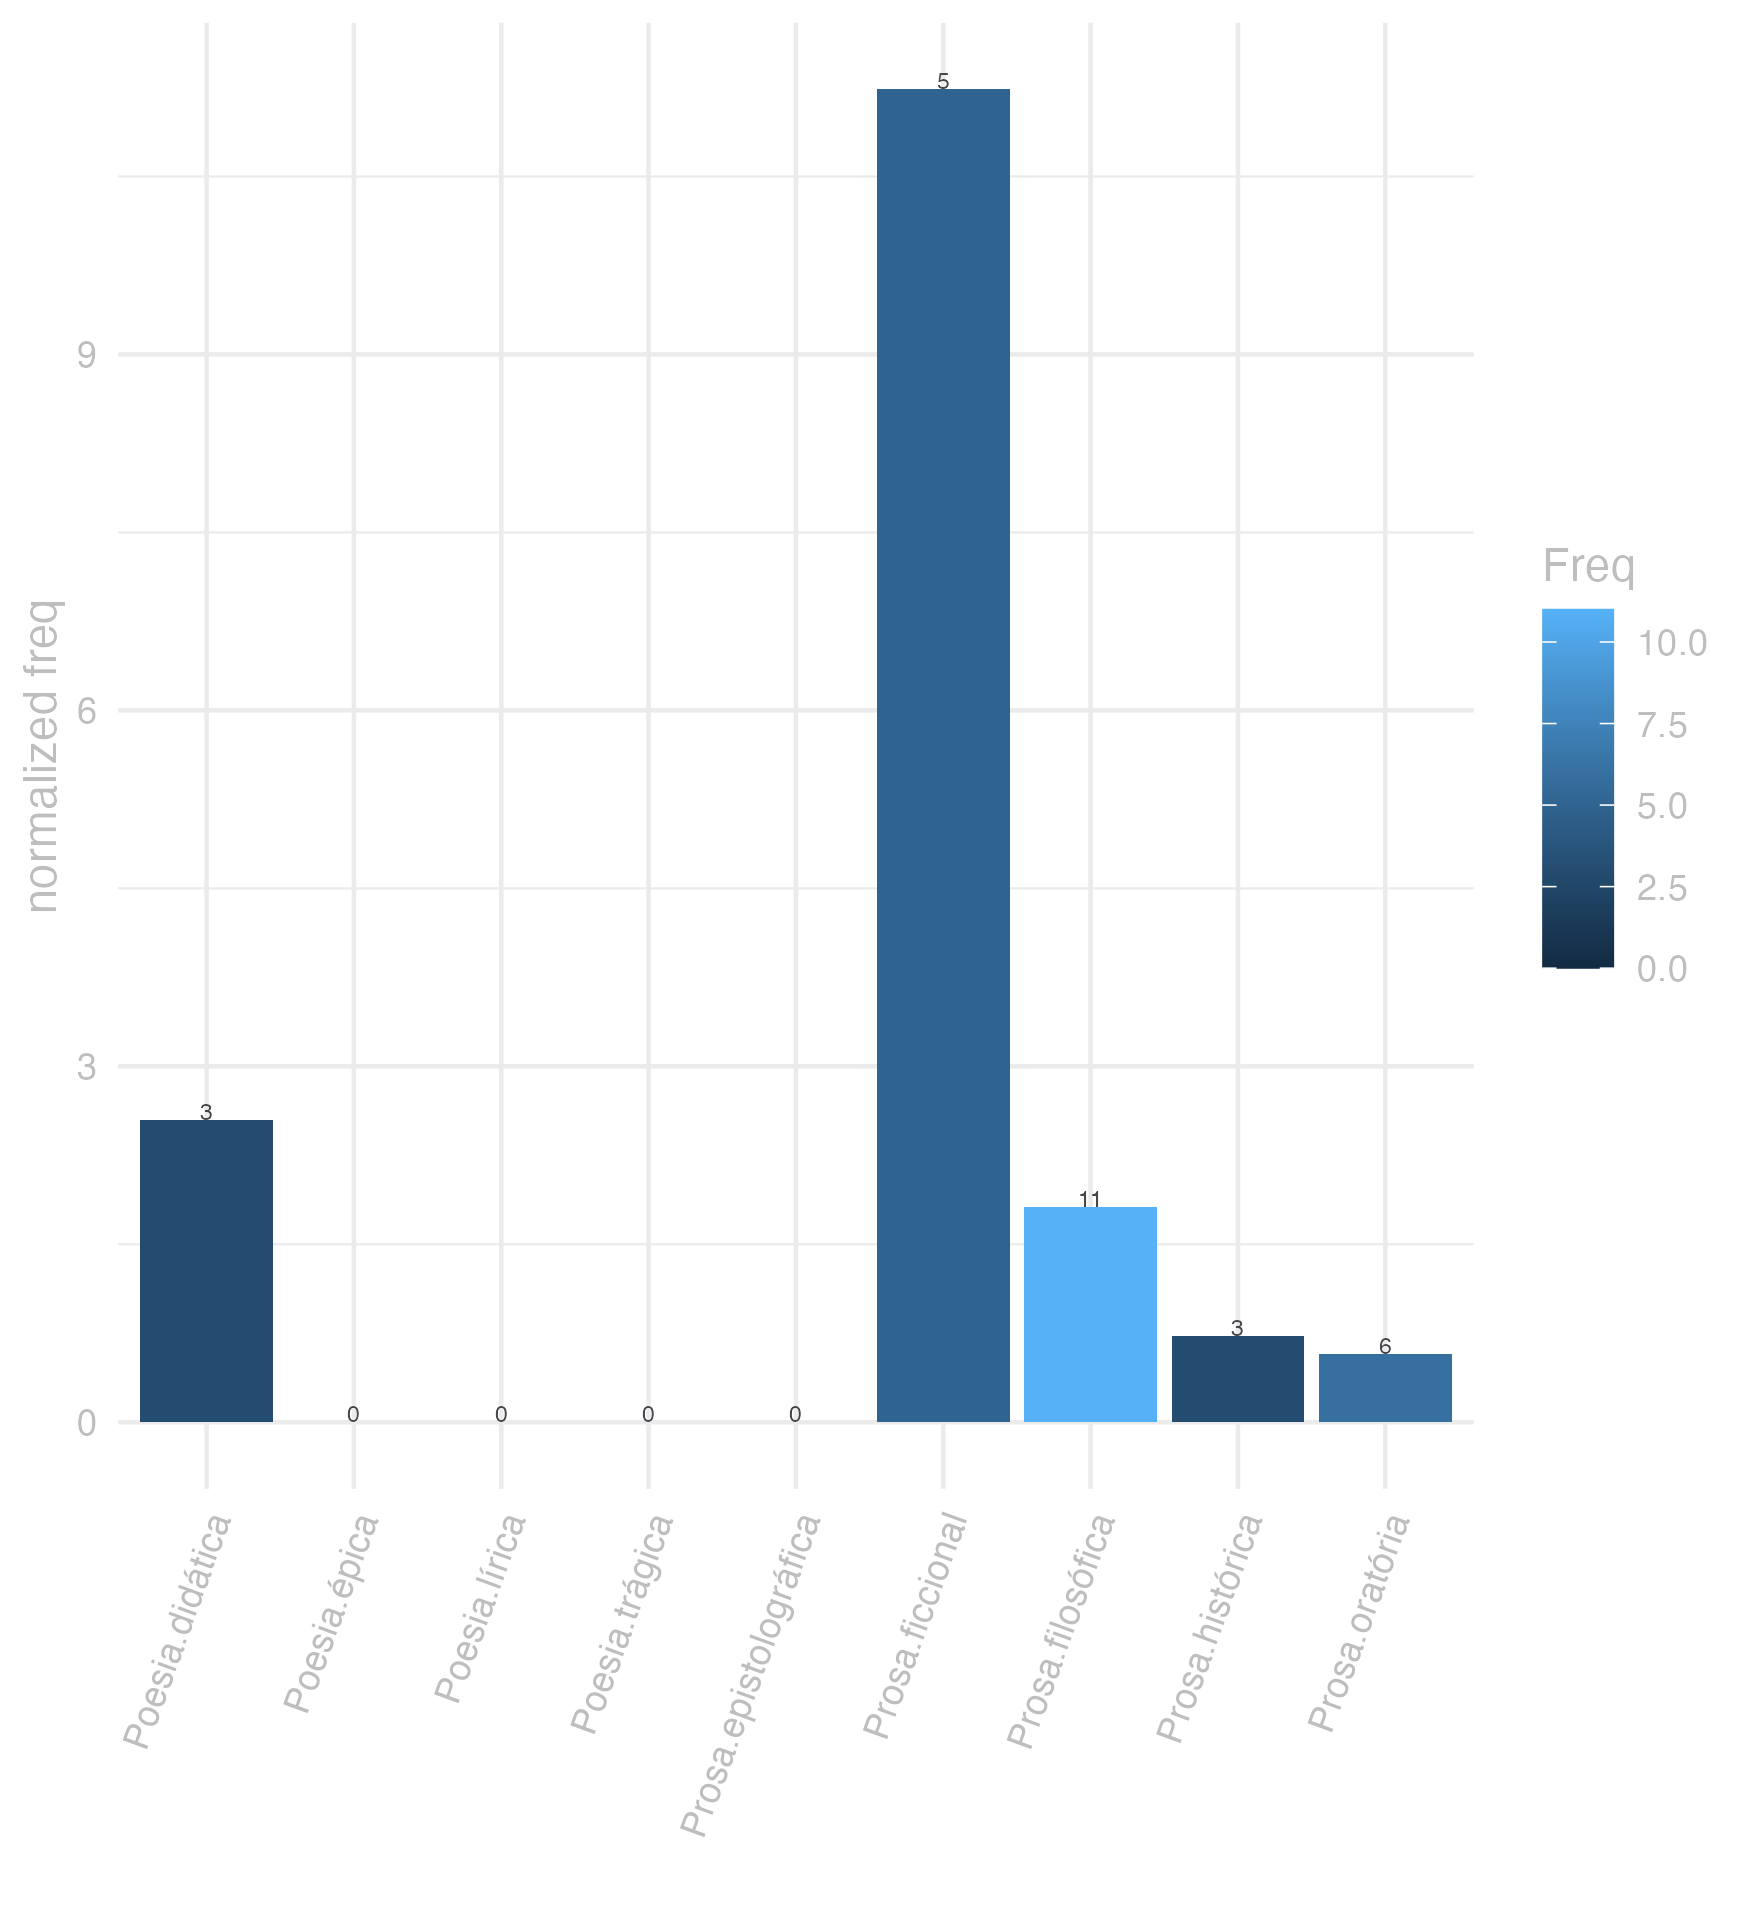 normalized freq
9
6
3
0
3
0
0
0
0
5
11
3
6
Poesia.didática
Poesia.épica
Poesia.lírica
Poesia.trágica
Prosa.epistolográfica
Prosa.ficcional
Prosa.filosófica
Prosa.histórica
Prosa.oratória
Freq
10.0
7.5
5.0
2.5
0.0